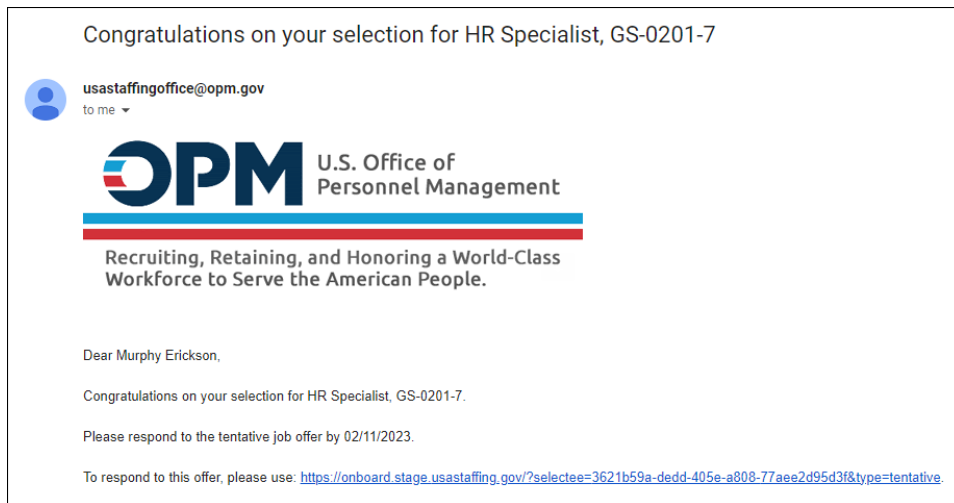 Congratulations on your selection for HR Specialist, GS-0201-7
usastaffingoffice@opm.gov
to me
OPM
U.S. Office of
Personnel Management
Recruiting, Retaining, and Honoring a World-Class
Workforce to Serve the American People.
Dear Murphy Erickson,
Congratulations on your selection for HR Specialist, GS-0201-7.
Please respond to the tentative job offer by 02/11/2023.
To respond to this offer, please use: https://onboard.stage.usastaffing.gov/?selectee=3621b59a-dedd-405e-a808-77aee2d95d3f&type=tentative.